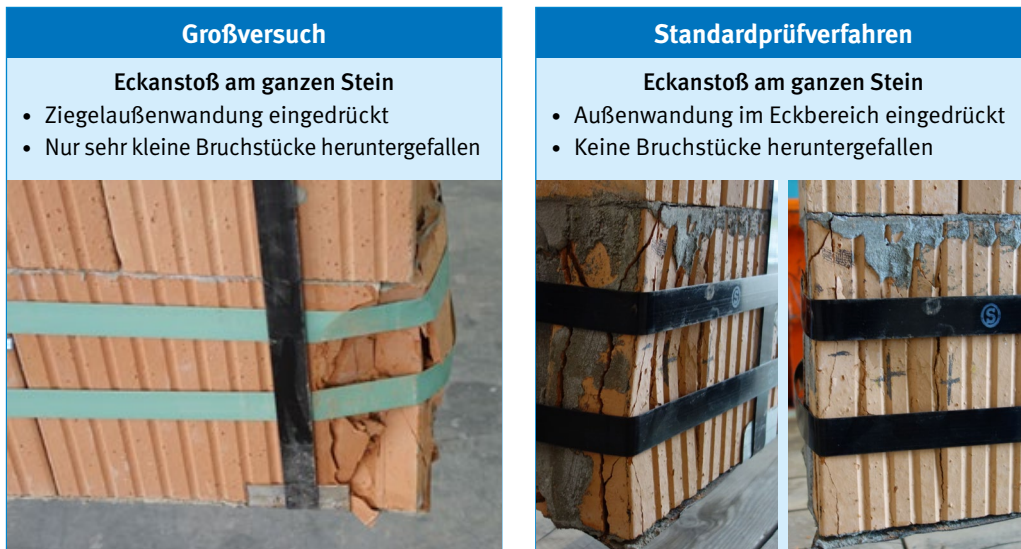 Großversuch
Eckanstoß am ganzen Stein
• Ziegelaußenwandung eingedrückt
• Nur sehr kleine Bruchstücke heruntergefallen
Standardprüfverfahren
Eckanstoß am ganzen Stein
• Außenwandung im Eckbereich eingedrückt
• Keine Bruchstücke heruntergefallen
S
S